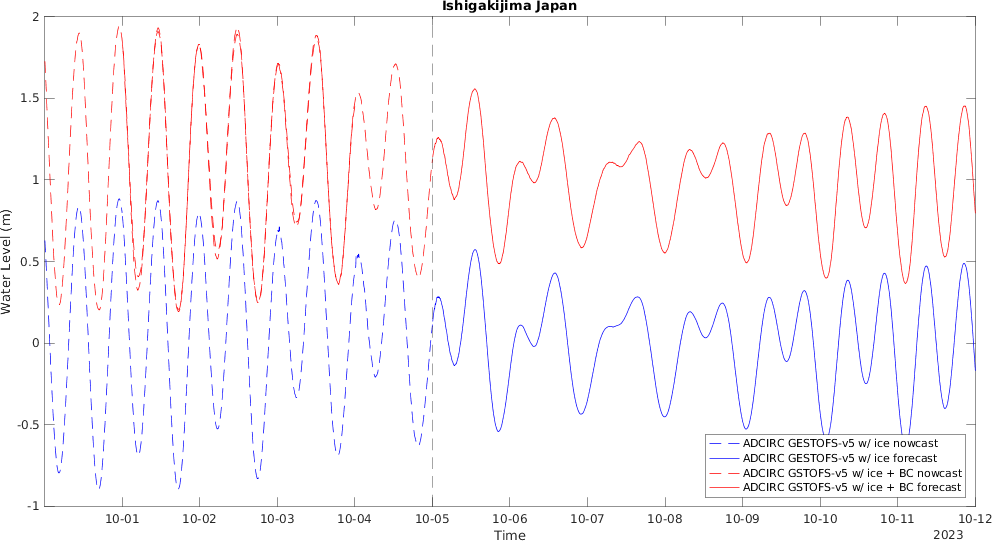 Ishigakijima Japan
Water Level (m)
2
1.5
1
0.5
0
-0.5
-1
10-01 10-02 10-03 10-04 10-05 10-06 10-07 10-08 10-09 10-10 10-11 10-12
Time
2023
ADCIRC GESTOFS-v5 w/ ice nowcast
ADCIRC GESTOFS-v5 w/ ice forecast
ADCIRC GSTOFS-v5 w/ ice + BC nowcast
ADCIRC GSTOFS-v5 w/ ice + BC forecast